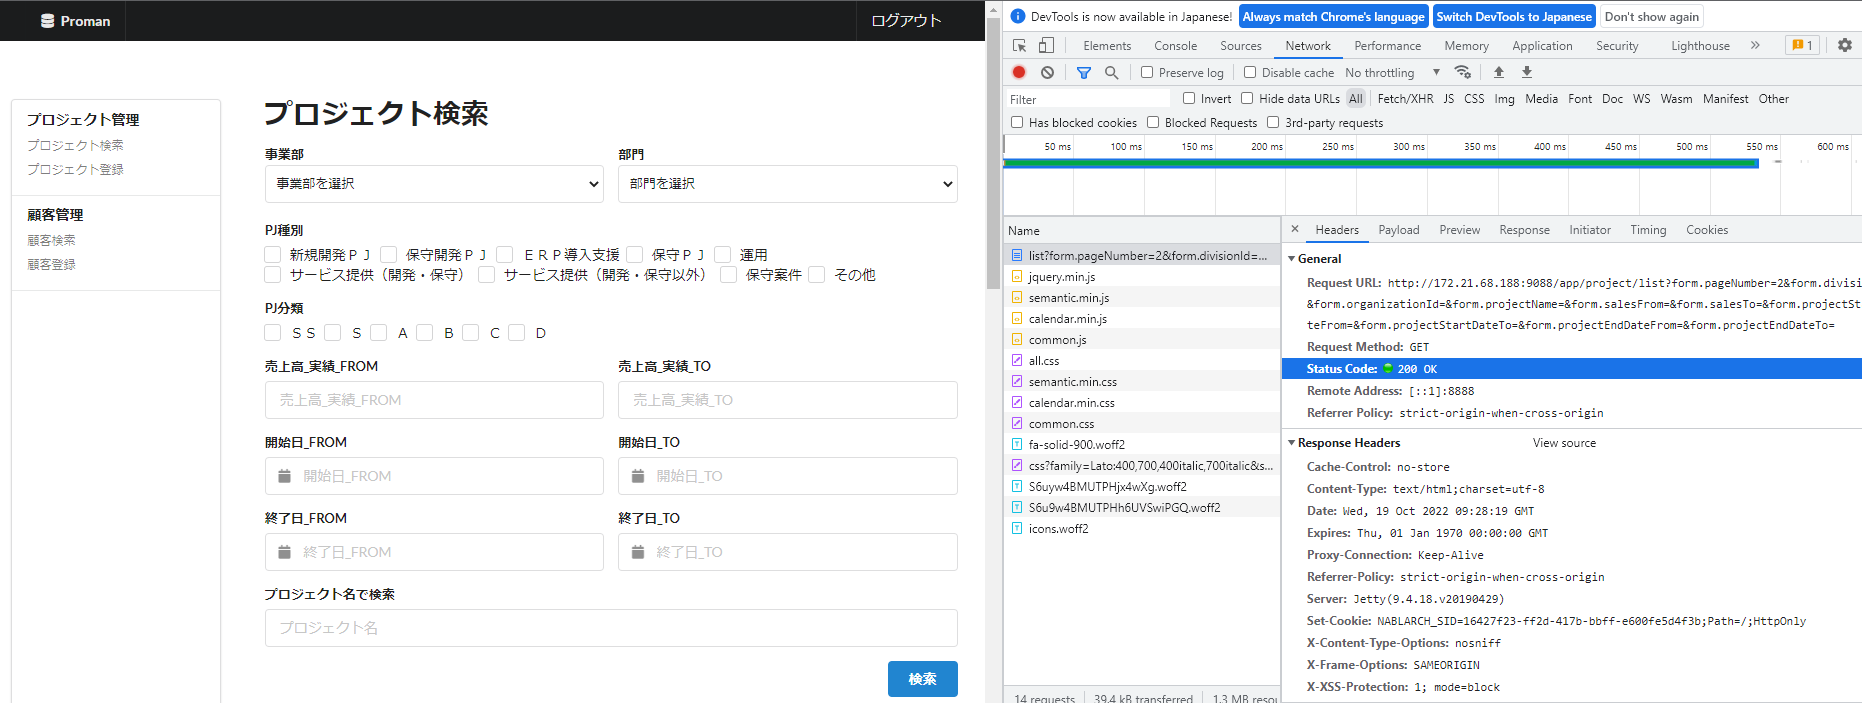 Proman
ログアウト
プロジェクト管理
プロジェクト検索
プロジェクト登録
顧客管理
顧客検索
顧客登録
プロジェクト検索
事業部
部門
事業部を選択
部門を選択
PJ種別
新規開発ＰＪ 保守開発ＰＪ ＥＲＰ導入支援 保守ＰＪ 運用
サービス提供（開発・保守） サービス提供（開発・保守以外） 保守案件 その他
PJ分類
ＳＳ Ｓ Ａ Ｂ Ｃ Ｄ
売上高_実績_FROM
売上高_実績_TO
売上高_実績_FROM
売上高_実績_TO
開始日_FROM
開始日_TO
開始日_FROM
開始日_TO
終了日_FROM
終了日_TO
終了日_FROM
終了日_TO
プロジェクト名で検索
プロジェクト名
検索
DevTools is now available in Japanese! Always match Chrome's language Switch DevTools to Japanese Don't show again
Elements Console Sources Network Performance Memory Application Security Lighthouse » 1
Preserve log Disable cache No throttling
Filter Invert Hide data URLs All Fetch/XHR JS CSS Img Media Font Doc WS Wasm Manifest Other
Has blocked cookies Blocked Requests 3rd-party requests
50 ms 100 ms 150 ms 200 ms 250 ms 300 ms 350 ms 400 ms 450 ms 500 ms 550 ms 600 ms
Name
list?form.pageNumber=2&form.divisionId=...
jquery.min.js
semantic.min.js
calendar.min.js
common.js
all.css
semantic.min.css
calendar.min.css
common.css
fa-solid-900.woff2
css?family=Lato:400,700,400italic,700italic&s...
S6uyw4BMUTPHjx4wXg.woff2
S6u9w4BMUTPHh6UVSwiPGQ.woff2
icons.woff2
14 requests 39.4 kB transferred 1.3 MB resou
× Headers Payload Preview Response Initiator Timing Cookies
General
Request URL: http://172.21.68.188:9088/app/project/list?form.pageNumber=2&form.divisi
&form.organizationId=&form.projectName=&form.salesFrom=&form.salesTo=&form.projectSt
teFrom=&form.projectStartDateTo=&form.projectEndDateFrom=&form.projectEndDateTo=
Request Method: GET
Status Code: 200 OK
Remote Address: [::1]:8888
Referrer Policy: strict-origin-when-cross-origin
Response Headers View source
Cache-Control: no-store
Content-Type: text/html;charset=utf-8
Date: Wed, 19 Oct 2022 09:28:19 GMT
Expires: Thu, 01 Jan 1970 00:00:00 GMT
Proxy-Connection: Keep-Alive
Referrer-Policy: strict-origin-when-cross-origin
Server: Jetty(9.4.18.v20190429)
Set-Cookie: NABLARCH_SID=16427f23-ff2d-417b-bbff-e600fe5d4f3b;Path=/;HttpOnly
X-Content-Type-Options: nosniff
X-Frame-Options: SAMEORIGIN
X-XSS-Protection: 1; mode=block